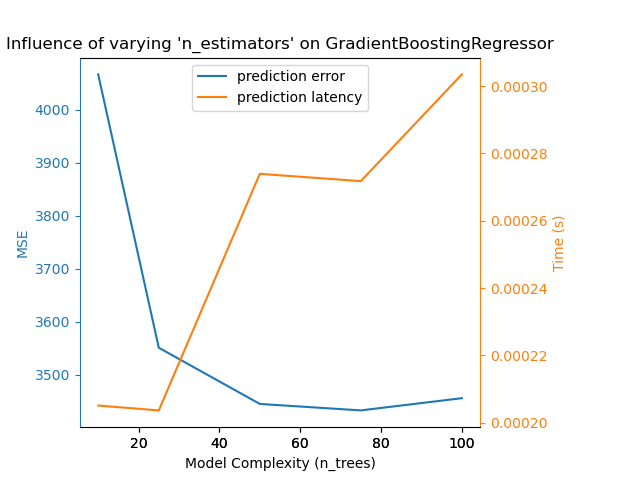 Influence of varying 'n_estimators' on GradientBoostingRegressor
prediction error
prediction latency
4000
3900
3800
3700
3600
3500
MSE
0.00030
0.00028
0.00026
0.00024
0.00022
0.00020
Time (s)
20 40 60 80 100
Model Complexity (n_trees)